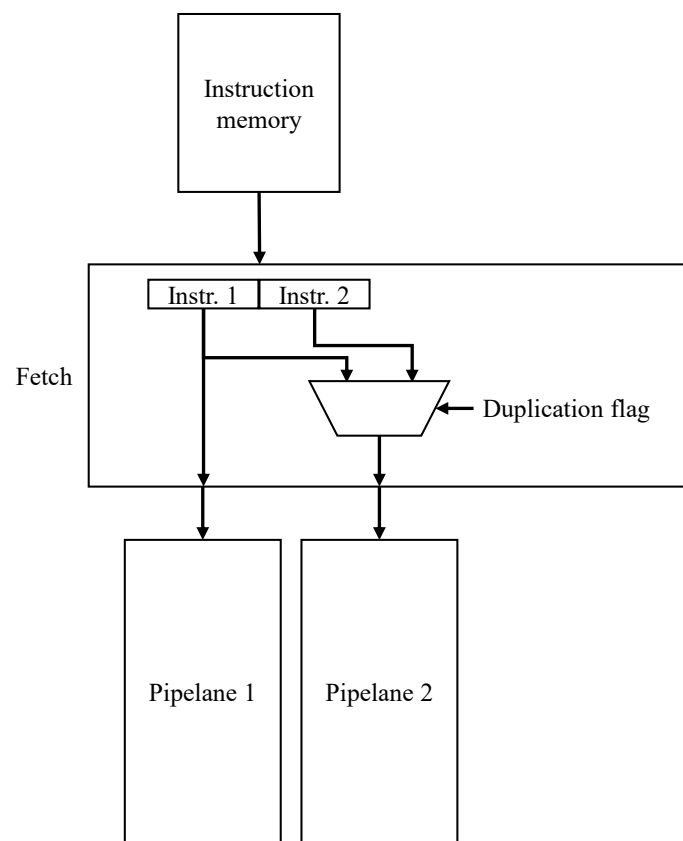 Instruction
memory
Instr. 1
Instr. 2
Fetch
Duplication flag
Pipelane 1
Pipelane 2